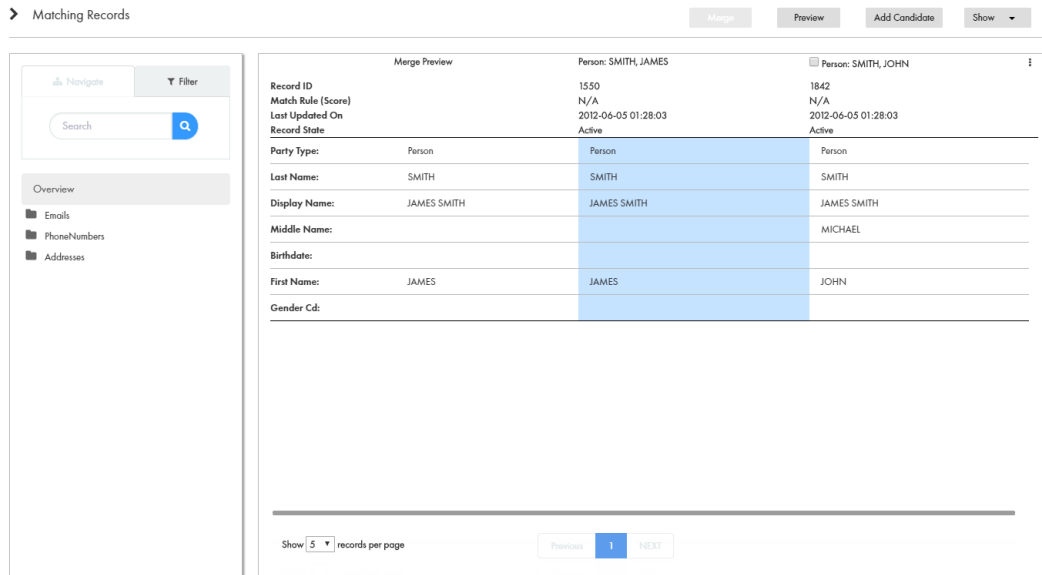 Matching Records
Merge Preview Add Candidate Show
Navigate Filter
Search
Overview
Emails
PhoneNumbers
Addresses
Merge Preview Person: SMITH, JAMES Person: SMITH, JOHN
Record ID 1550 1842
Match Rule (Score) N/A N/A
Last Updated On 2012-06-05 01:28:03 2012-06-05 01:28:03
Record State Active Active
Party Type: Person Person Person
Last Name: SMITH SMITH SMITH
Display Name: JAMES SMITH JAMES SMITH JAMES SMITH
Middle Name: MICHAEL
Birthdate:
First Name: JAMES JAMES JOHN
Gender Cd:
Show 5 records per page Previous 1 NEXT